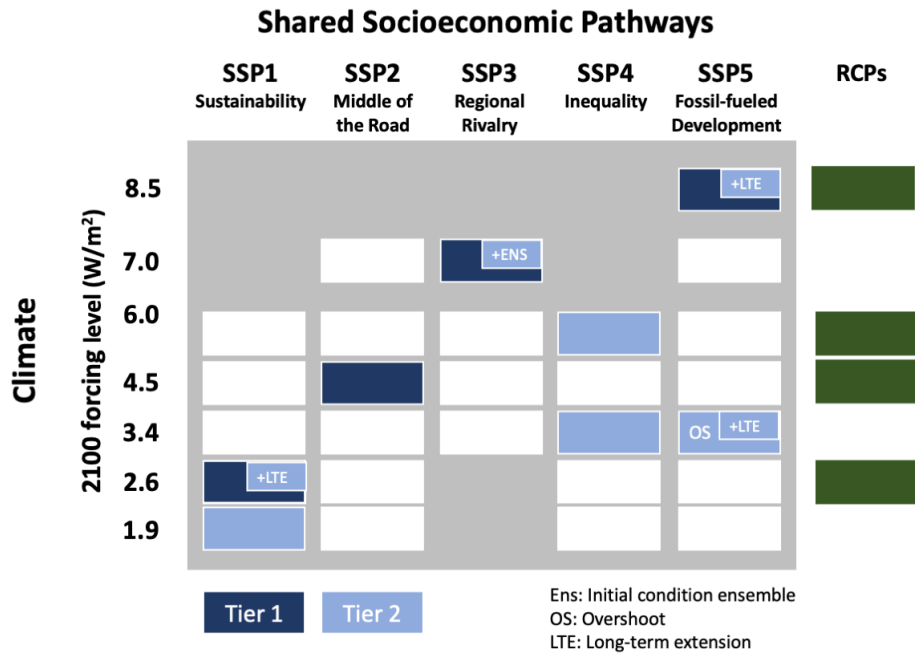 Shared Socioeconomic Pathways
SSP1 SSP2 SSP3 SSP4 SSP5 RCPs
Sustainability Middle of Regional Inequality Fossil-fueled
the Road Rivalry Development
Climate
2100 forcing level (W/m²)
8.5 +LTE
7.0 +ENS
6.0
4.5
3.4 OS +LTE
2.6 +LTE
1.9
Tier 1 Tier 2
Ens: Initial condition ensemble
OS: Overshoot
LTE: Long-term extension